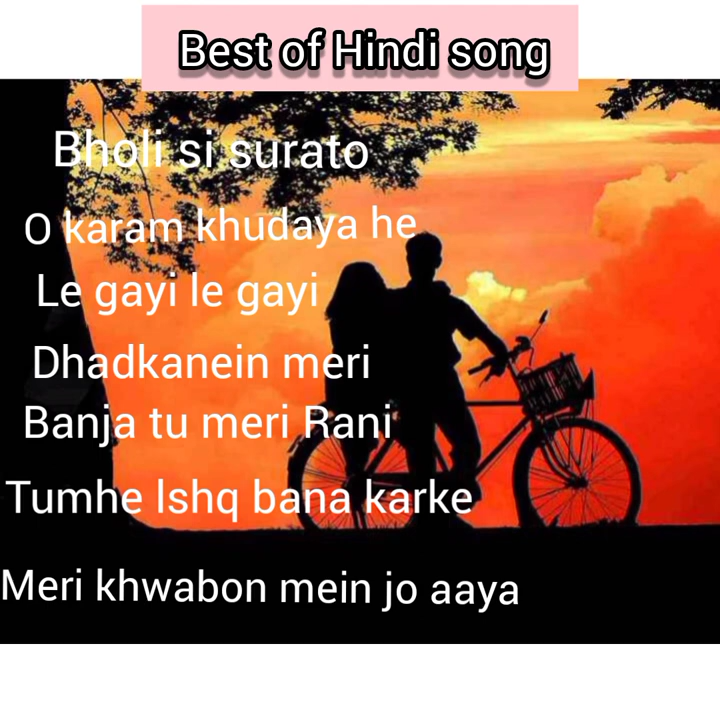 Best of Hindi song
Bholi si surato
O karam khudaya he
Le gayi le gayi
Dhadkanein meri
Banja tu meri Rani
Tumhe Ishq bana karke
Meri khwabon mein jo aaya